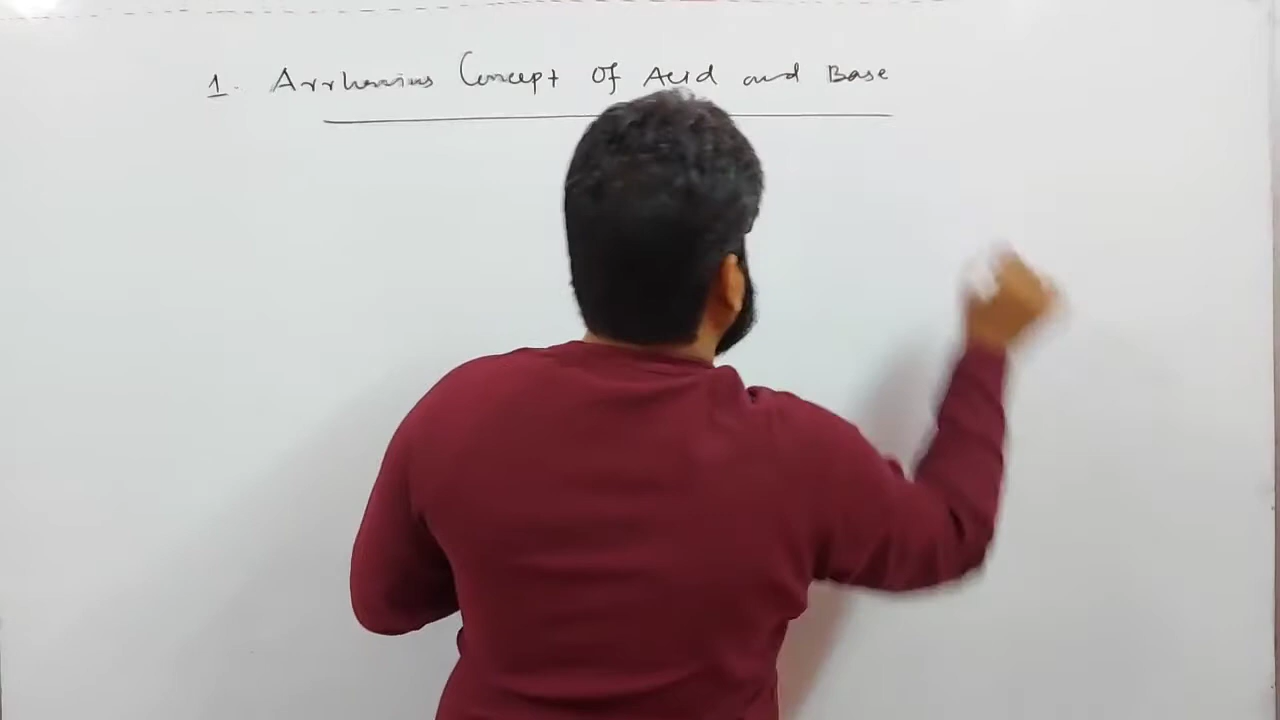 1. Arrhenius Concept Of Acid and Base